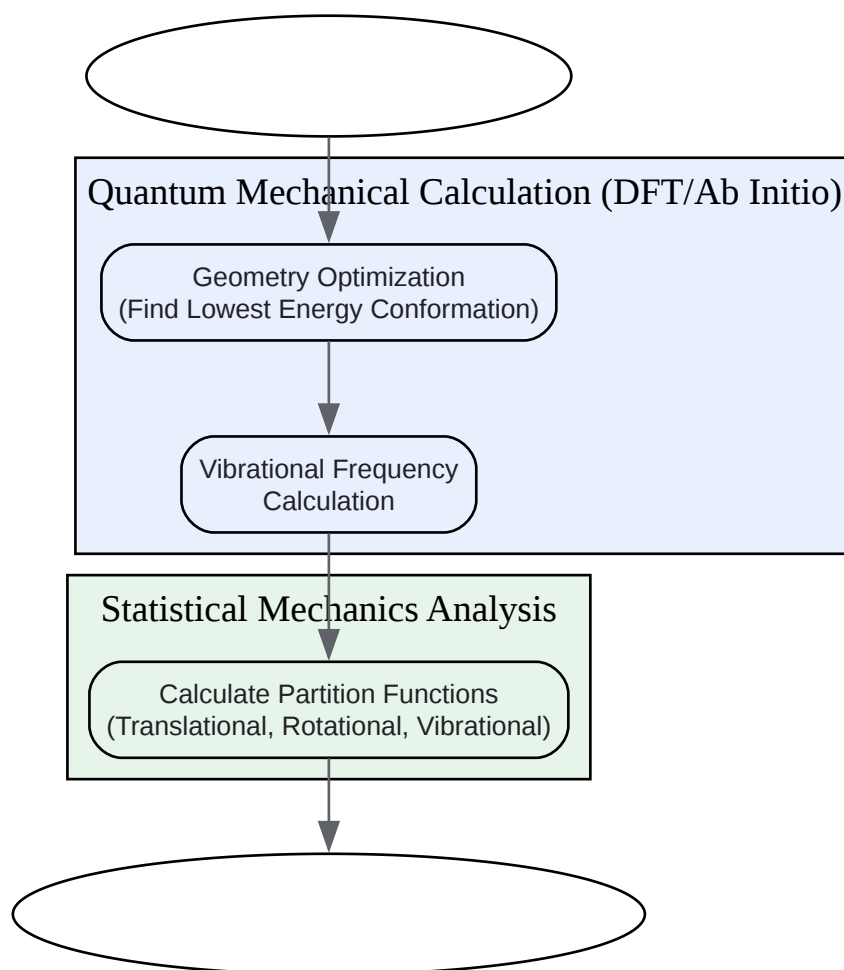 Quantum Mechanical Calculation (DFT/Ab Initio)
Geometry Optimization
(Find Lowest Energy Conformation)
Vibrational Frequency
Calculation
Statistical Mechanics Analysis
Calculate Partition Functions
(Translational, Rotational, Vibrational)